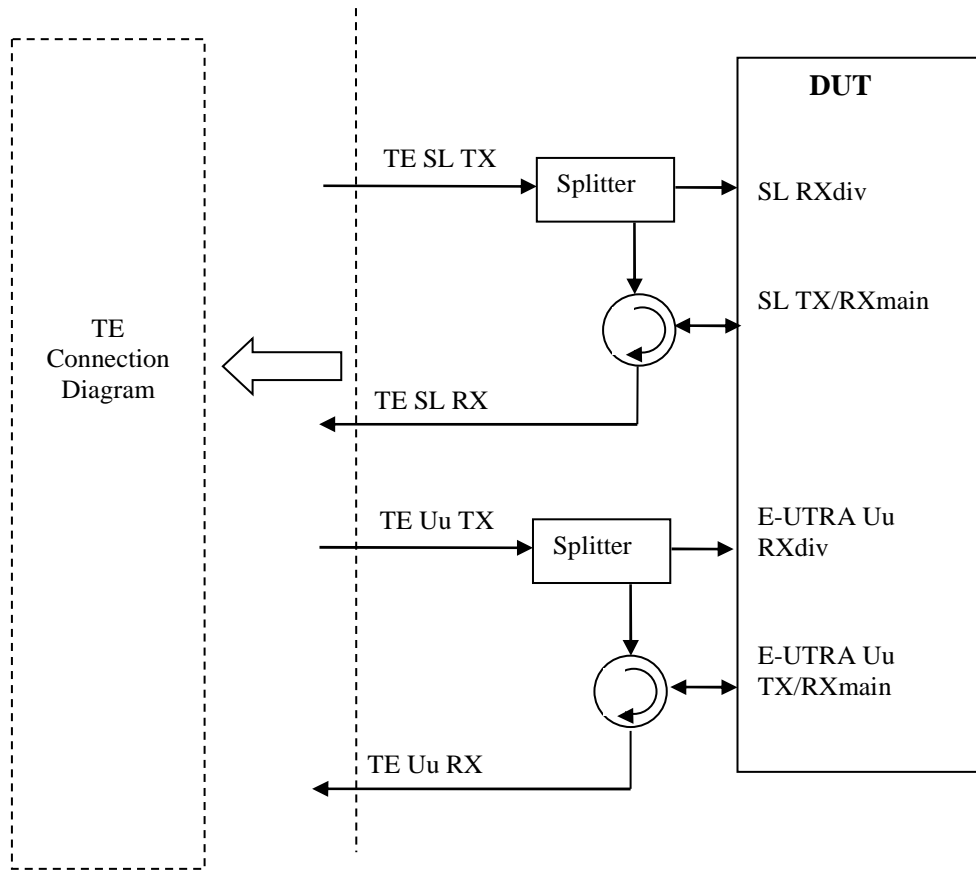 DUT
TE SL TX
Splitter
SL RXdiv
SL TX/RXmain
TE
Connection
Diagram
TE SL RX
TE Uu TX
Splitter
E-UTRA Uu
RXdiv
E-UTRA Uu
TX/RXmain
TE Uu RX